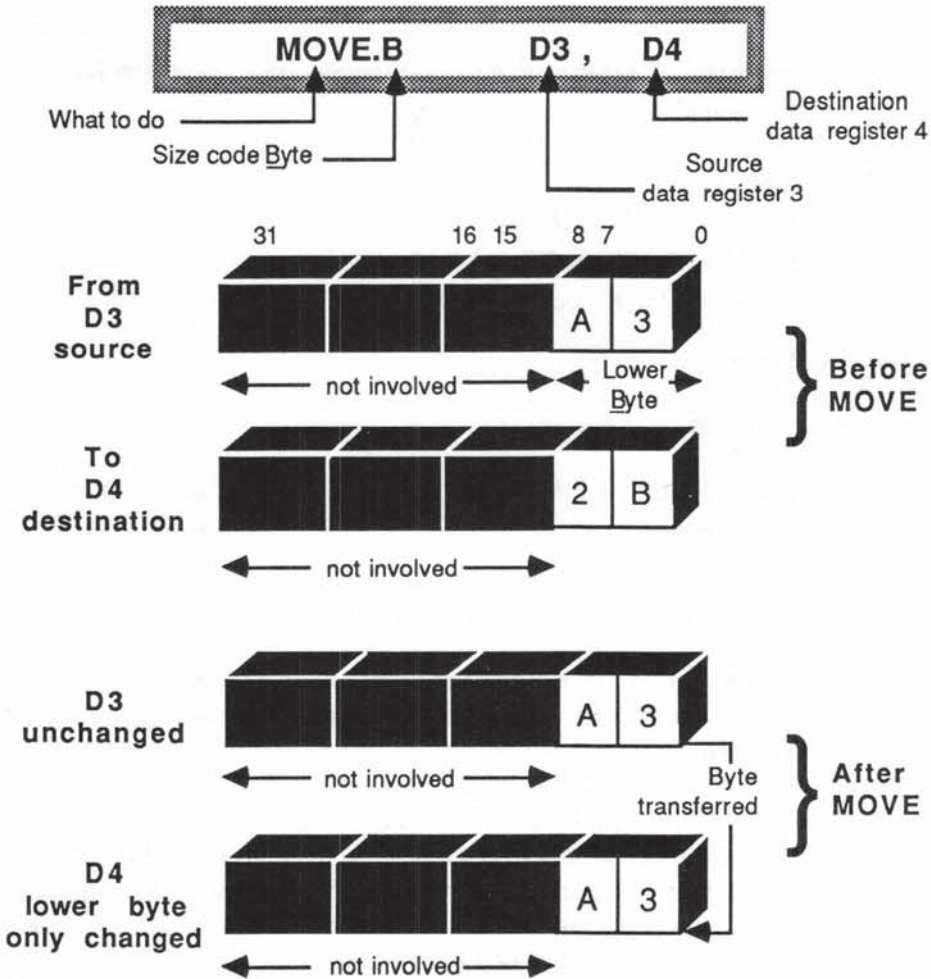 MOVE.B D3 , D4
What to do
Size code Byte
Destination
data register 4
Source
data register 3
31 16 15 8 7 0
From
D3
source
A 3
not involved
Lower
Byte
Before
MOVE
To
D4
destination
2 B
not involved
D3
unchanged
A 3
not involved
Byte
transferred
After
MOVE
D4
lower byte
only changed
A 3
not involved